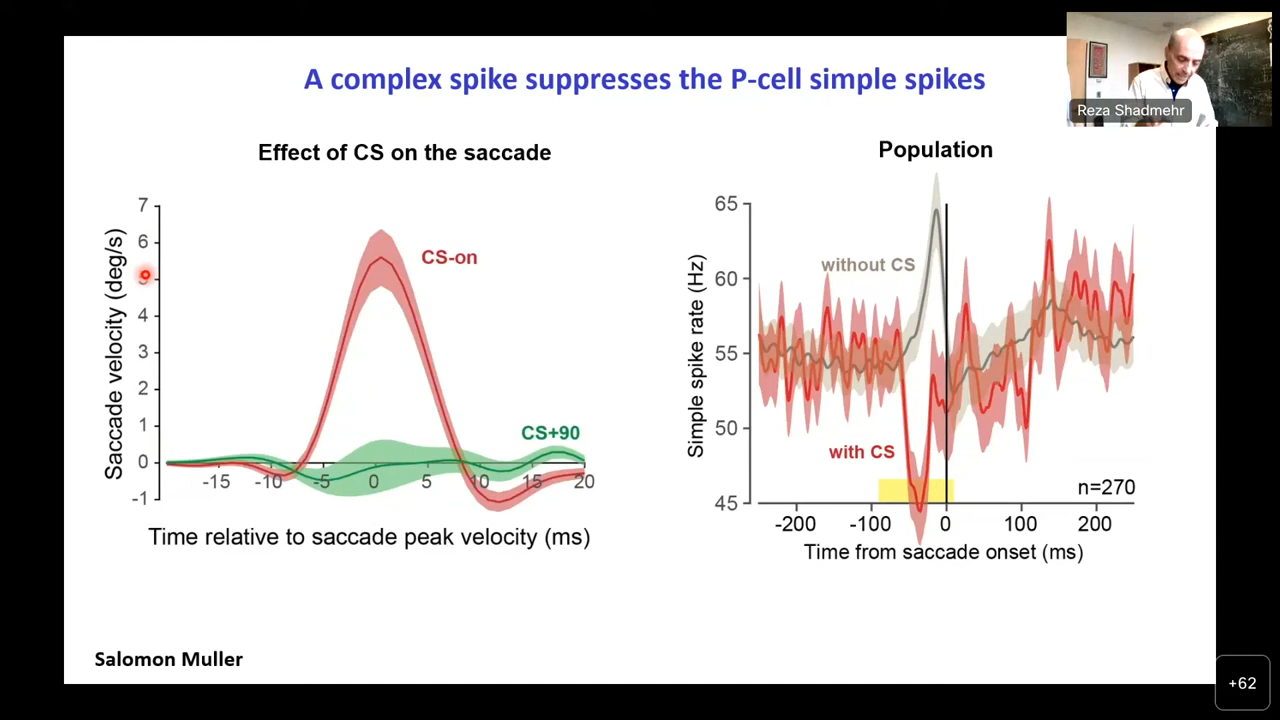 A complex spike suppresses the P-cell simple spikes
Reza Shadmehr
Effect of CS on the saccade
Saccade velocity (deg/s)
7
6
5
4
3
2
1
0
-1
CS-on
CS+90
-15 -10 -5 0 5 10 15 20
Time relative to saccade peak velocity (ms)
Population
Simple spike rate (Hz)
65
60
55
50
45
without CS
with CS
n=270
-200 -100 0 100 200
Time from saccade onset (ms)
Salomon Muller
+62